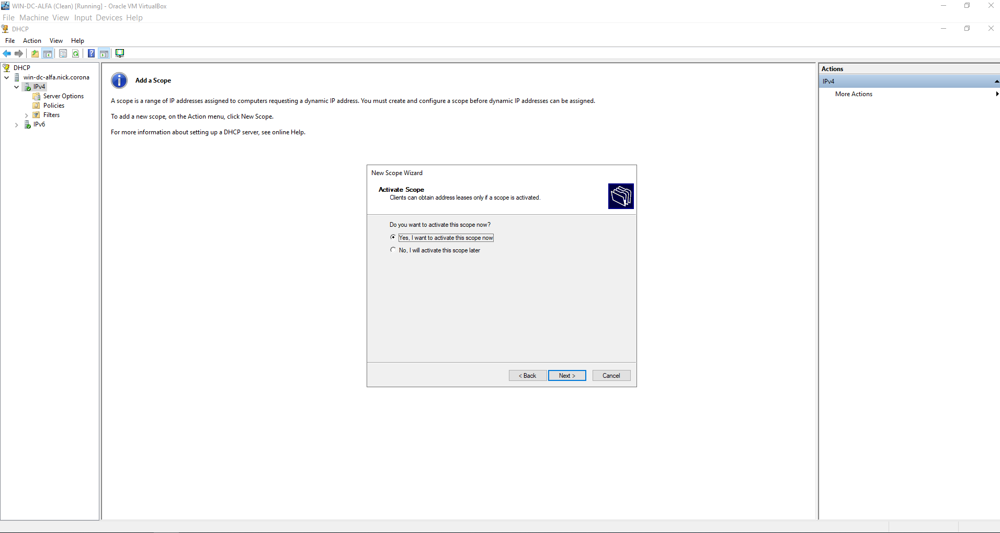 WIN-DC-ALFA (Clean) [Running] - Oracle VM VirtualBox
File Machine View Input Devices Help
DHCP
File Action View Help
DHCP
win-dc-alfa.nick.corona
IPv4
Server Options
Policies
Filters
IPv6
Add a Scope
A scope is a range of IP addresses assigned to computers requesting a dynamic IP address. You must create and configure a scope before dynamic IP addresses can be assigned.
To add a new scope, on the Action menu, click New Scope.
For more information about setting up a DHCP server, see online Help.
New Scope Wizard
Activate Scope
Clients can obtain address leases only if a scope is activated.
Do you want to activate this scope now?
Yes, I want to activate this scope now
No, I will activate this scope later
< Back Next > Cancel
Actions
IPv4
More Actions